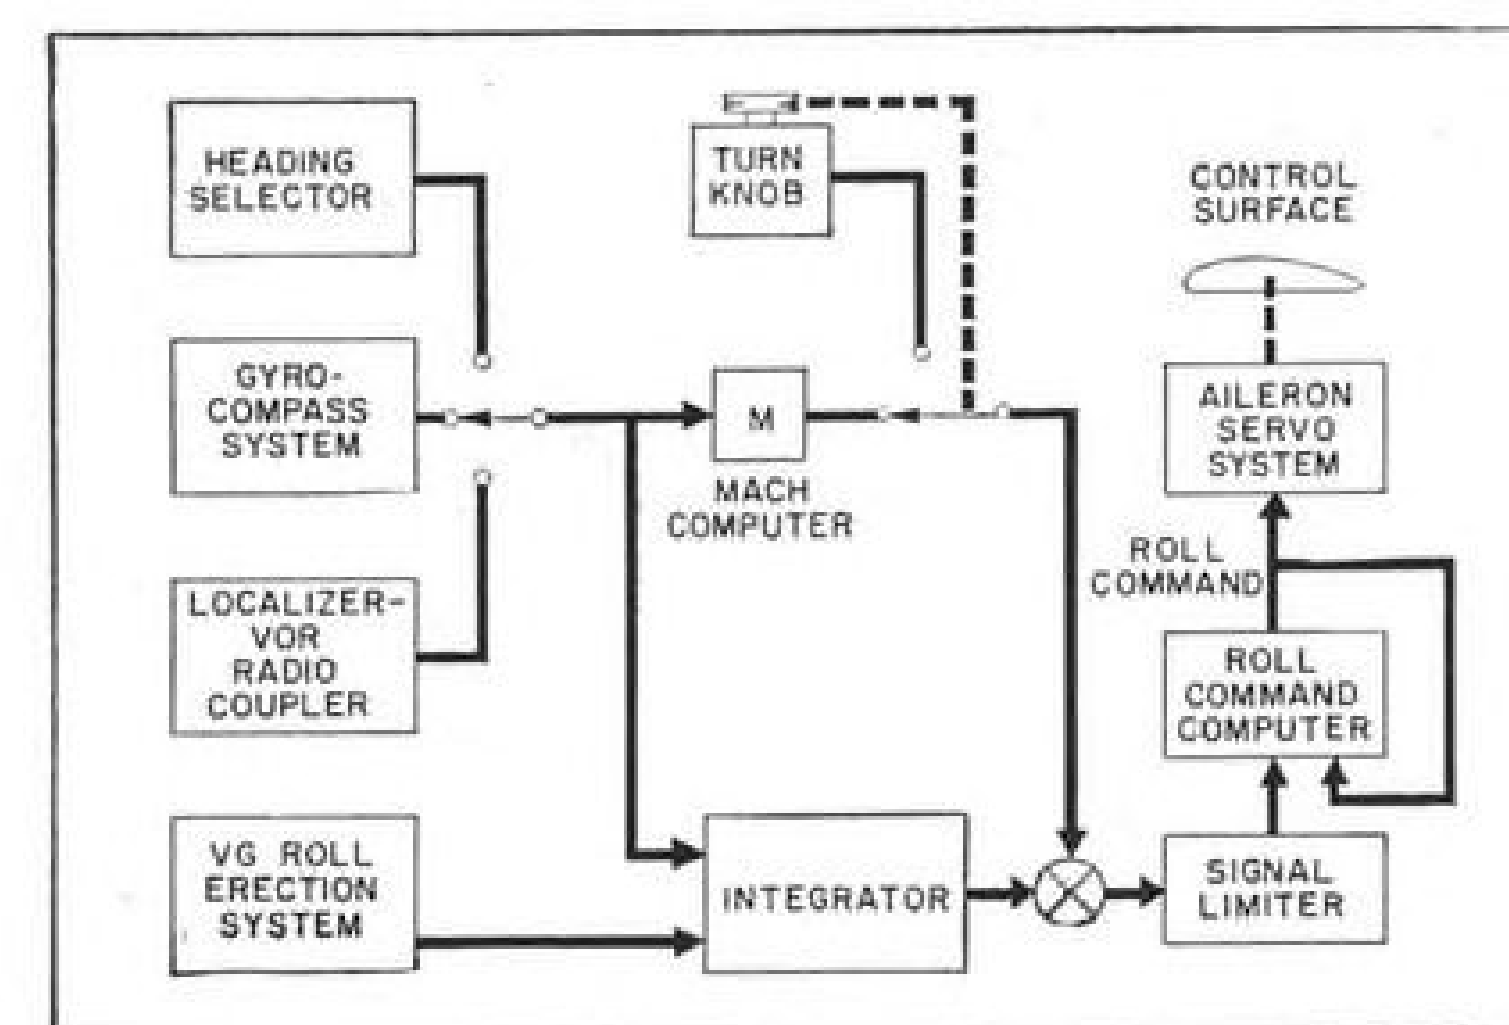 HEADING
SELECTOR
TURN
KNOB
CONTROL
SURFACE
GYRO-
COMPASS
SYSTEM
M
MACH
COMPUTER
AILERON
SERVO
SYSTEM
ROLL
COMMAND
LOCALIZER-
VOR
RADIO
COUPLER
ROLL
COMMAND
COMPUTER
VG ROLL
ERECTION
SYSTEM
INTEGRATOR
SIGNAL
LIMITER